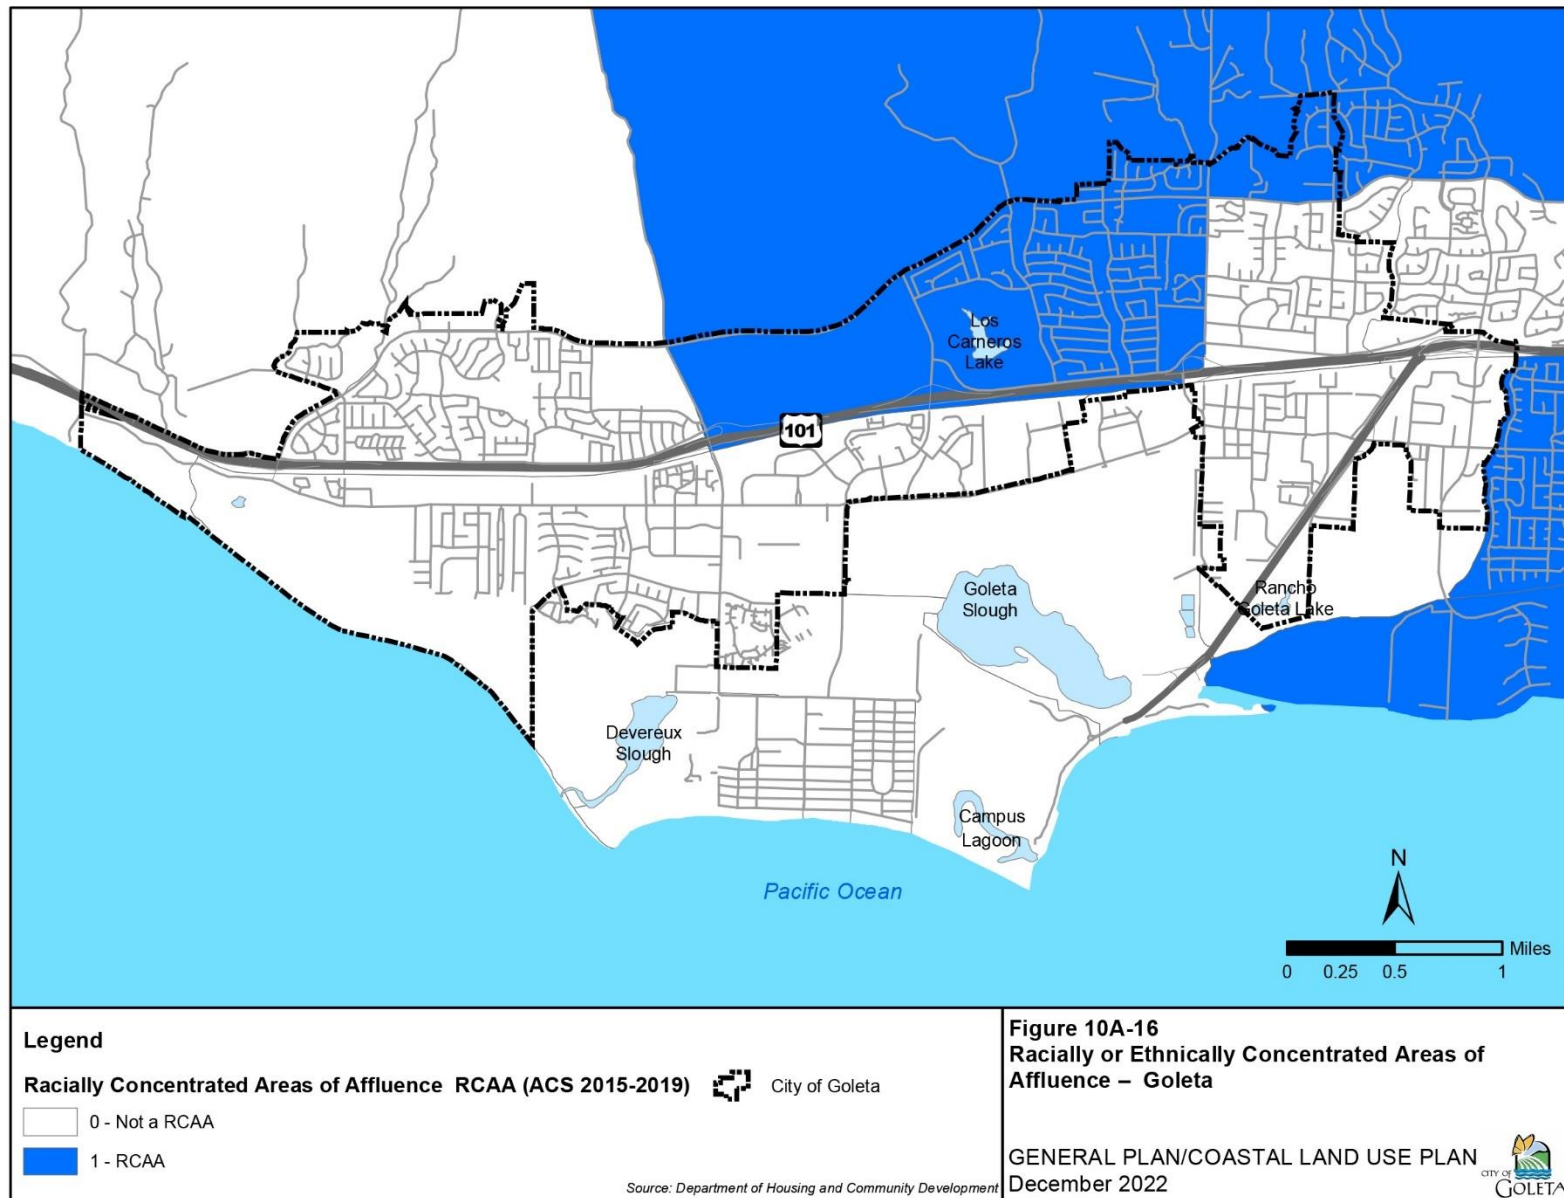 Los
Carneros
Lake
101
Goleta
Slough
Rancho
Goleta Lake
Devereux
Slough
Campus
Lagoon
Pacific Ocean
N
Miles
0 0.25 0.5 1
Legend
Racially Concentrated Areas of Affluence RCAA (ACS 2015-2019)
City of Goleta
0 - Not a RCAA
1 - RCAA
Source: Department of Housing and Community Development
Figure 10A-16
Racially or Ethnically Concentrated Areas of
Affluence – Goleta
GENERAL PLAN/COASTAL LAND USE PLAN
December 2022
CITY OF
GOLETA